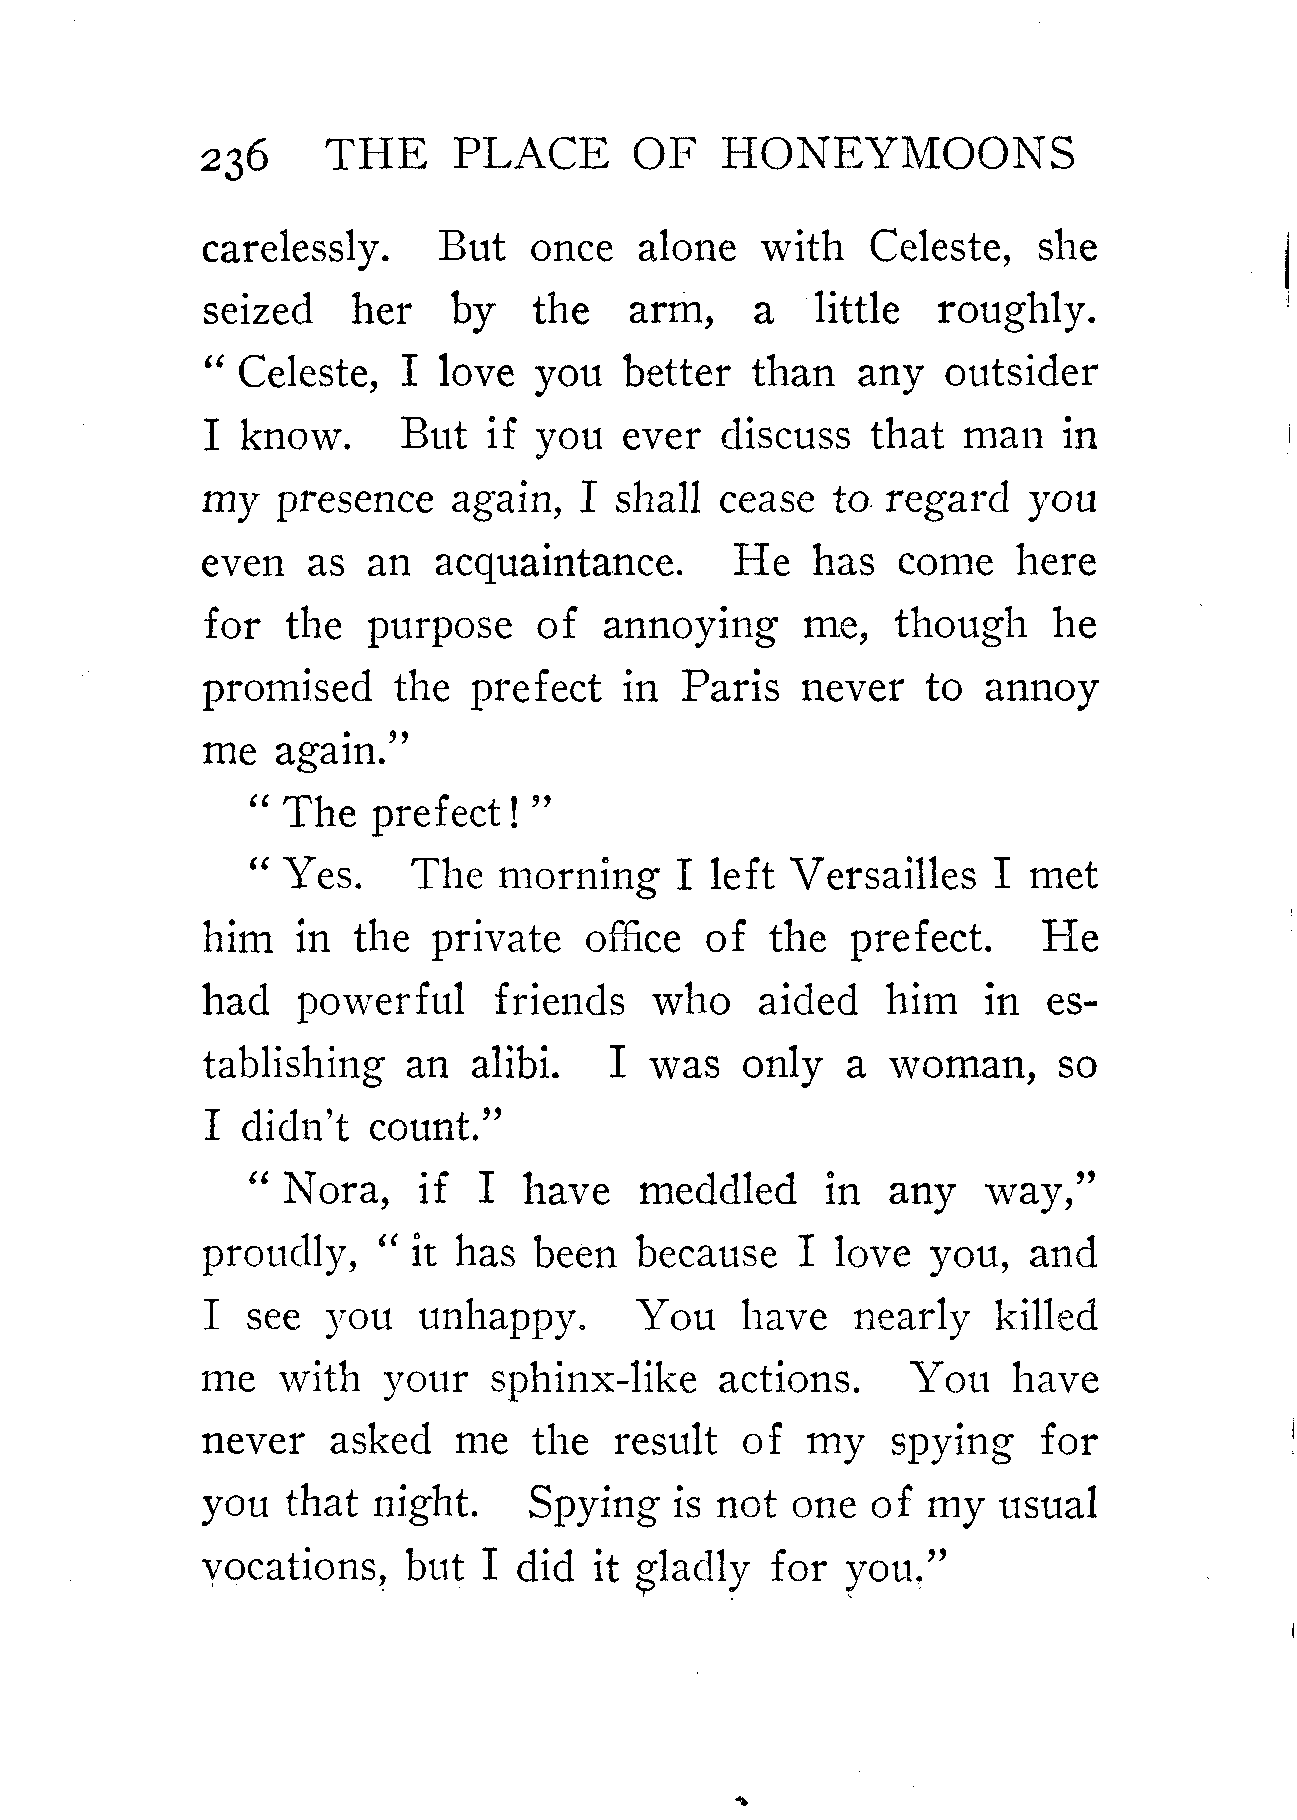 236 THE PLACE OF HONEYMOONS
carelessly. But once alone with Celeste, she
seized her by the arm, a little roughly.
“ Celeste, I love you better than any outsider
I know. But if you ever discuss that man in
my presence again, I shall cease to regard you
even as an acquaintance. He has come here
for the purpose of annoying me, though he
promised the prefect in Paris never to annoy
me again.”
“ The prefect! ”
“ Yes. The morning I left Versailles I met
him in the private office of the prefect. He
had powerful friends who aided him in es-
tablishing an alibi. I was only a woman, so
I didn't count.”
“ Nora, if I have meddled in any way,”
proudly, “ it has been because I love you, and
I see you unhappy. You have nearly killed
me with your sphinx-like actions. You have
never asked me the result of my spying for
you that night. Spying is not one of my usual
vocations, but I did it gladly for you.”